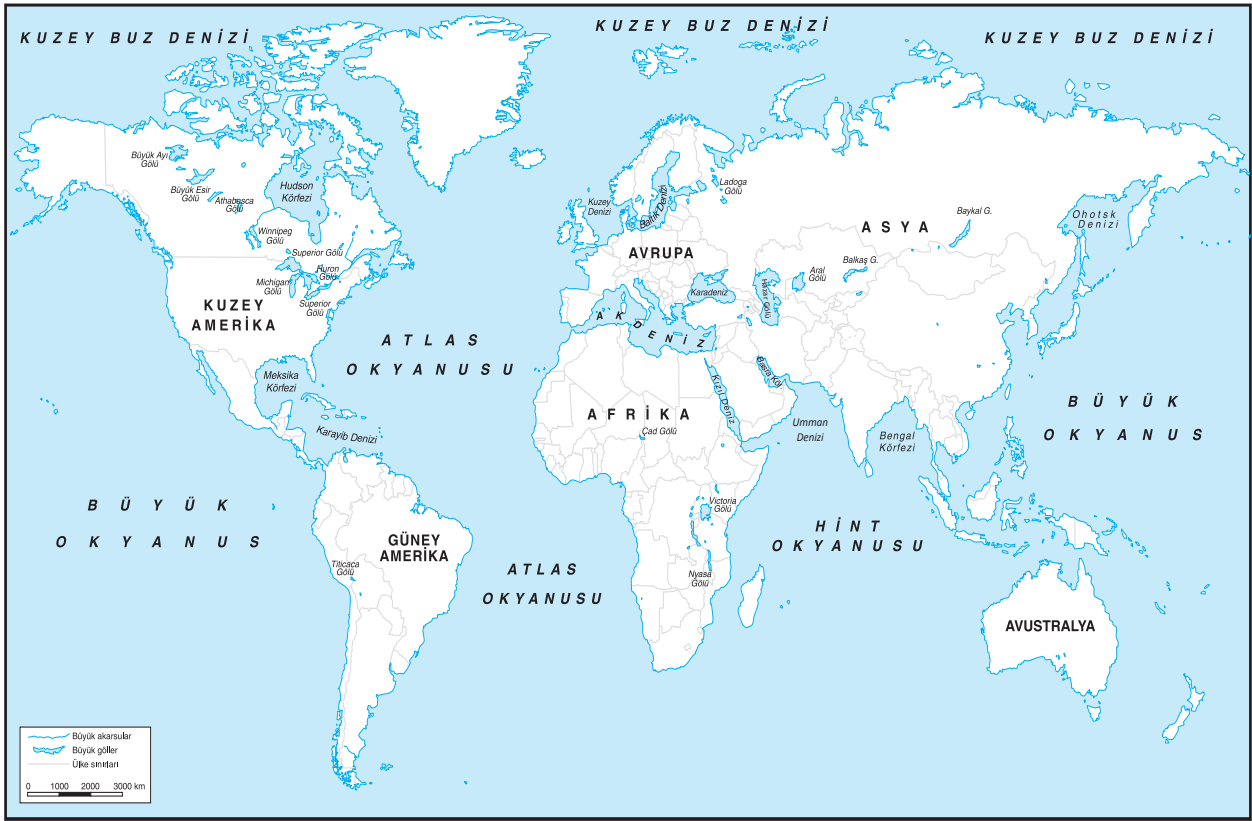 KUZEY BUZ DENİZİ
KUZEY BUZ DENİZİ
KUZEY BUZ DENİZİ
Büyük Ayı
Gölü
Büyük Esir
Gölü
Athabasca
Gölü
Hudson
Körfezi
Winnipeg
Gölü
Superior Gölü
Huron
Gölü
Michigan
Gölü
Superior
Gölü
KUZEY
AMERİKA
Meksika
Körfezi
Karayib Denizi
ATLAS
OKYANUSU
Kuzey
Denizi
Baltık Denizi
Ladoga
Gölü
AVRUPA
Karadeniz
AKDENİZ
Hazar Gölü
Aral
Gölü
Balkaş G.
ASYA
Baykal G.
Ohotsk
Denizi
Basra Kör.
Kızıl Deniz
AFRİKA
Çad Gölü
Umman
Denizi
Bengal
Körfezi
BÜYÜK
OKYANUS
BÜYÜK
OKYANUS
GÜNEY
AMERİKA
Titicaca
Gölü
ATLAS
OKYANUSU
Victoria
Gölü
Nyasa
Gölü
HİNT
OKYANUSU
AVUSTRALYA
Büyük akarsular
Büyük göller
Ülke sınırları
0 1000 2000 3000 km